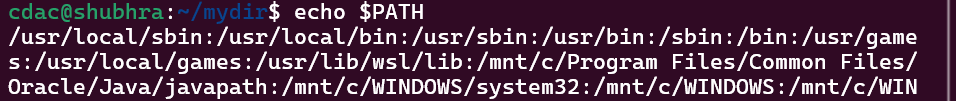 cdac@shubhra:~/mydir$ echo $PATH
/usr/local/sbin:/usr/local/bin:/usr/sbin:/usr/bin:/sbin:/bin:/usr/game
s:/usr/local/games:/usr/lib/wsl/lib:/mnt/c/Program Files/Common Files/
Oracle/Java/javapath:/mnt/c/WINDOWS/system32:/mnt/c/WINDOWS:/mnt/c/WIN